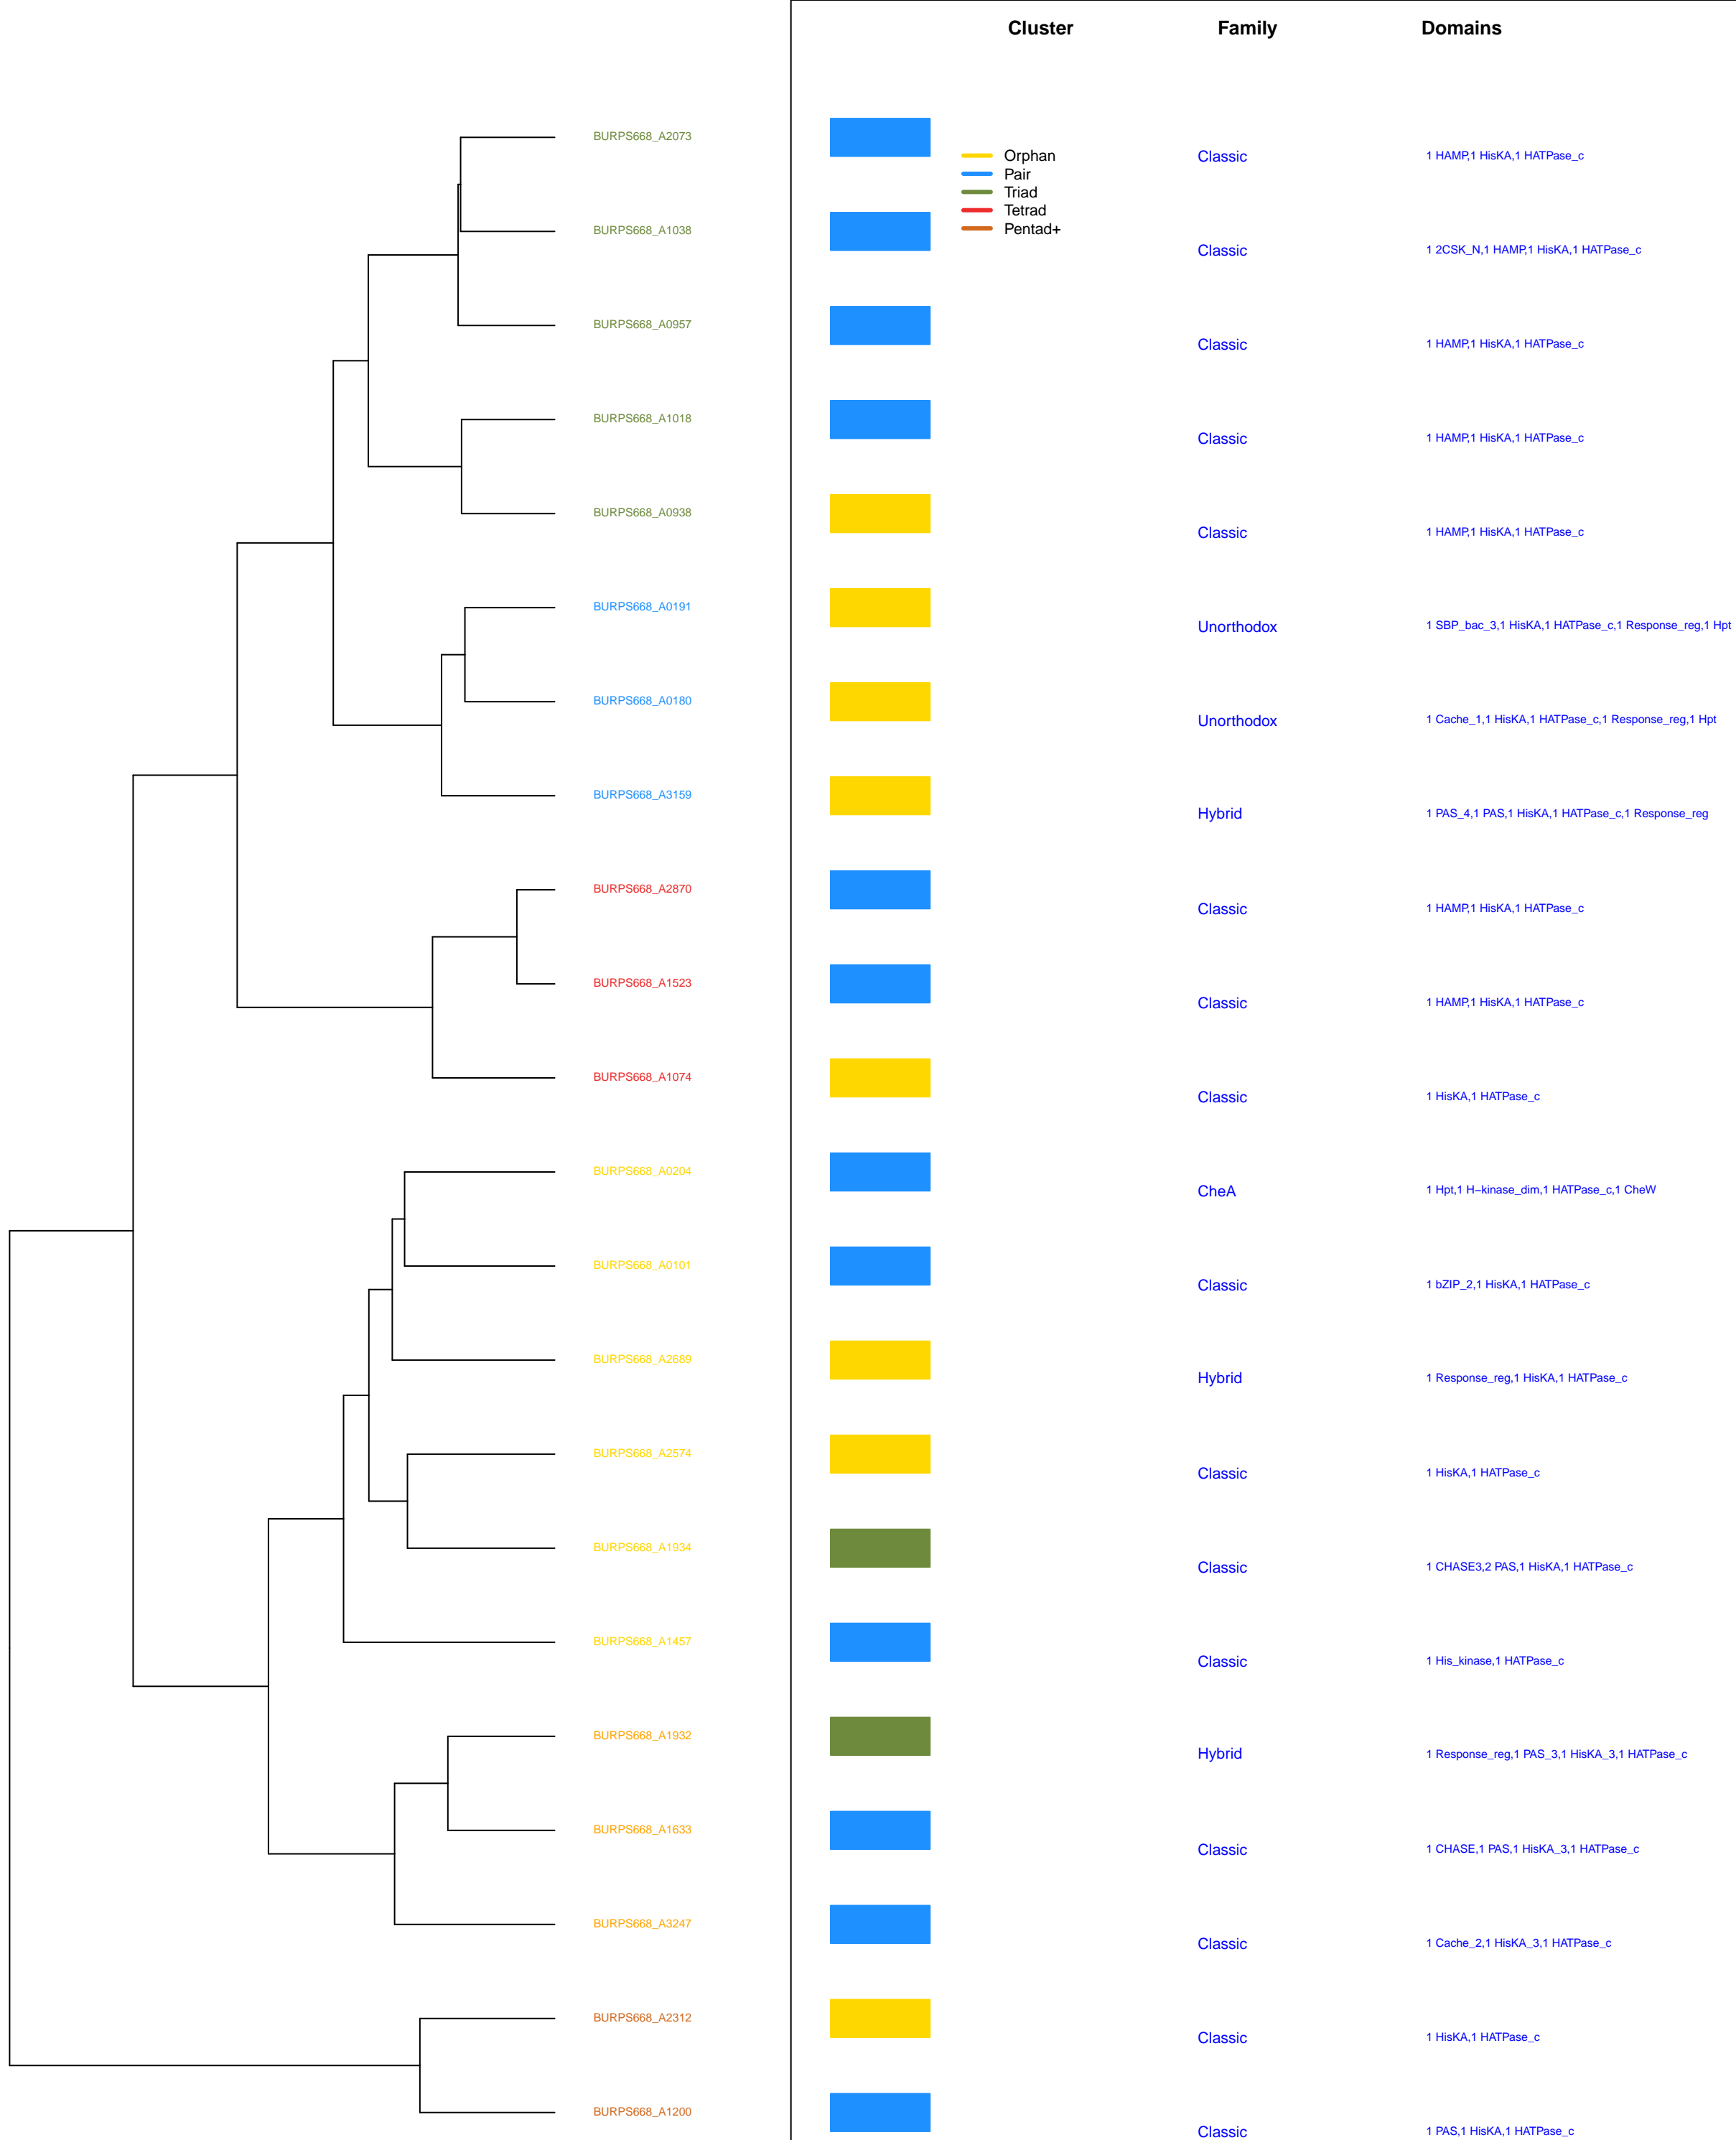 Cluster Family Domains
BURPS668_A2073
Orphan
Classic 1 HAMP,1 HisKA,1 HATPase_c
Pair
Triad
Tetrad
Pentad+
BURPS668_A1038
Classic 1 2CSK_N,1 HAMP,1 HisKA,1 HATPase_c
BURPS668_A0957
Classic 1 HAMP,1 HisKA,1 HATPase_c
BURPS668_A1018
Classic 1 HAMP,1 HisKA,1 HATPase_c
BURPS668_A0938
Classic 1 HAMP,1 HisKA,1 HATPase_c
BURPS668_A0191
Unorthodox 1 SBP_bac_3,1 HisKA,1 HATPase_c,1 Response_reg,1 Hpt
BURPS668_A0180
Unorthodox 1 Cache_1,1 HisKA,1 HATPase_c,1 Response_reg,1 Hpt
BURPS668_A3159
Hybrid 1 PAS_4,1 PAS,1 HisKA,1 HATPase_c,1 Response_reg
BURPS668_A2870
Classic 1 HAMP,1 HisKA,1 HATPase_c
BURPS668_A1523
Classic 1 HAMP,1 HisKA,1 HATPase_c
BURPS668_A1074
Classic 1 HisKA,1 HATPase_c
BURPS668_A0204
CheA 1 Hpt,1 H−kinase_dim,1 HATPase_c,1 CheW
BURPS668_A0101
Classic 1 bZIP_2,1 HisKA,1 HATPase_c
BURPS668_A2689
Hybrid 1 Response_reg,1 HisKA,1 HATPase_c
BURPS668_A2574
Classic 1 HisKA,1 HATPase_c
BURPS668_A1934
Classic 1 CHASE3,2 PAS,1 HisKA,1 HATPase_c
BURPS668_A1457
Classic 1 His_kinase,1 HATPase_c
BURPS668_A1932
Hybrid 1 Response_reg,1 PAS_3,1 HisKA_3,1 HATPase_c
BURPS668_A1633
Classic 1 CHASE,1 PAS,1 HisKA_3,1 HATPase_c
BURPS668_A3247
Classic 1 Cache_2,1 HisKA_3,1 HATPase_c
BURPS668_A2312
Classic 1 HisKA,1 HATPase_c
BURPS668_A1200
Classic 1 PAS,1 HisKA,1 HATPase_c